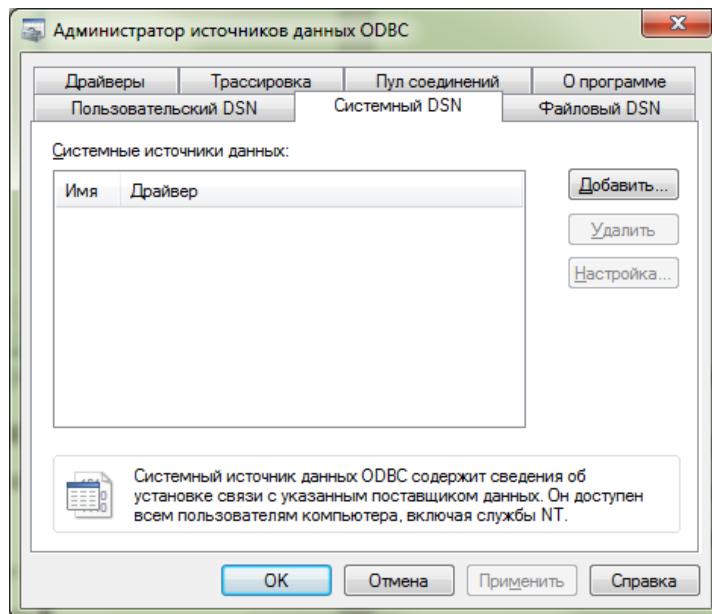 Администратор источников данных ODBC
Драйверы Трассировка Пул соединений О программе
Пользовательский DSN Системный DSN Файловый DSN
Системные источники данных:
Имя Драйвер
Добавить...
Удалить
Настройка...
Системный источник данных ODBC содержит сведения об
установке связи с указанным поставщиком данных. Он доступен
всем пользователям компьютера, включая службы NT.
OK Отмена Применить Справка